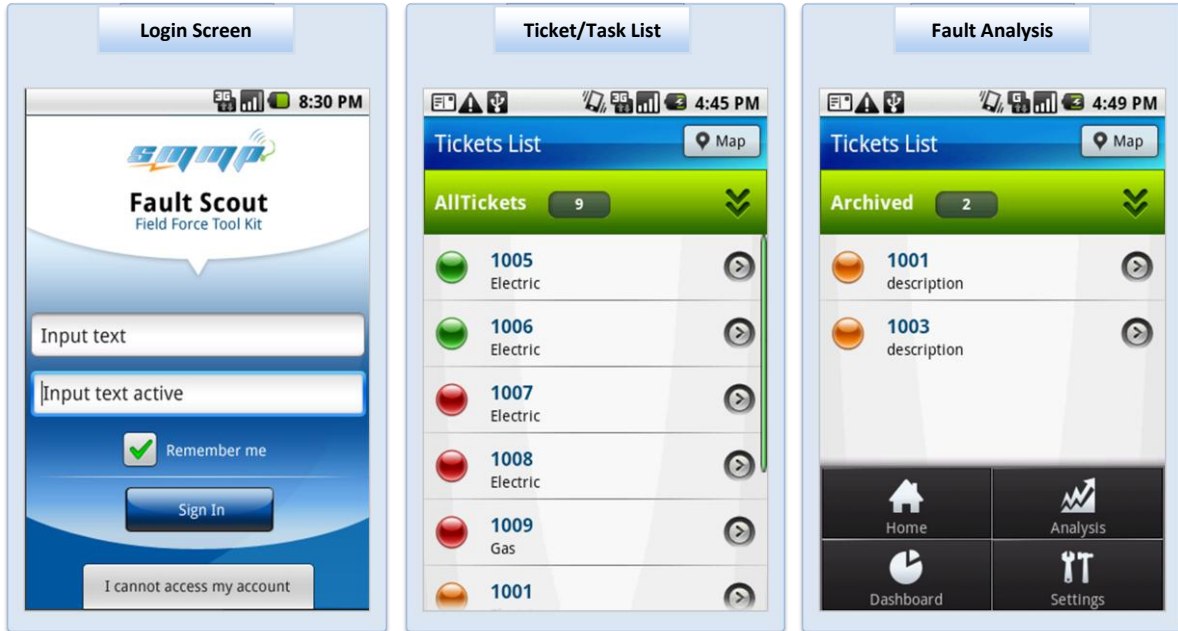 Login Screen
3G 8:30 PM
smmp
Fault Scout
Field Force Tool Kit
Input text
Input text active
Remember me
Sign In
I cannot access my account
Ticket/Task List
3G 4:45 PM
Tickets List
Map
AllTickets 9
1005
Electric
1006
Electric
1007
Electric
1008
Electric
1009
Gas
1001
Fault Analysis
G 4:49 PM
Tickets List
Map
Archived 2
1001
description
1003
description
Home
Analysis
Dashboard
Settings